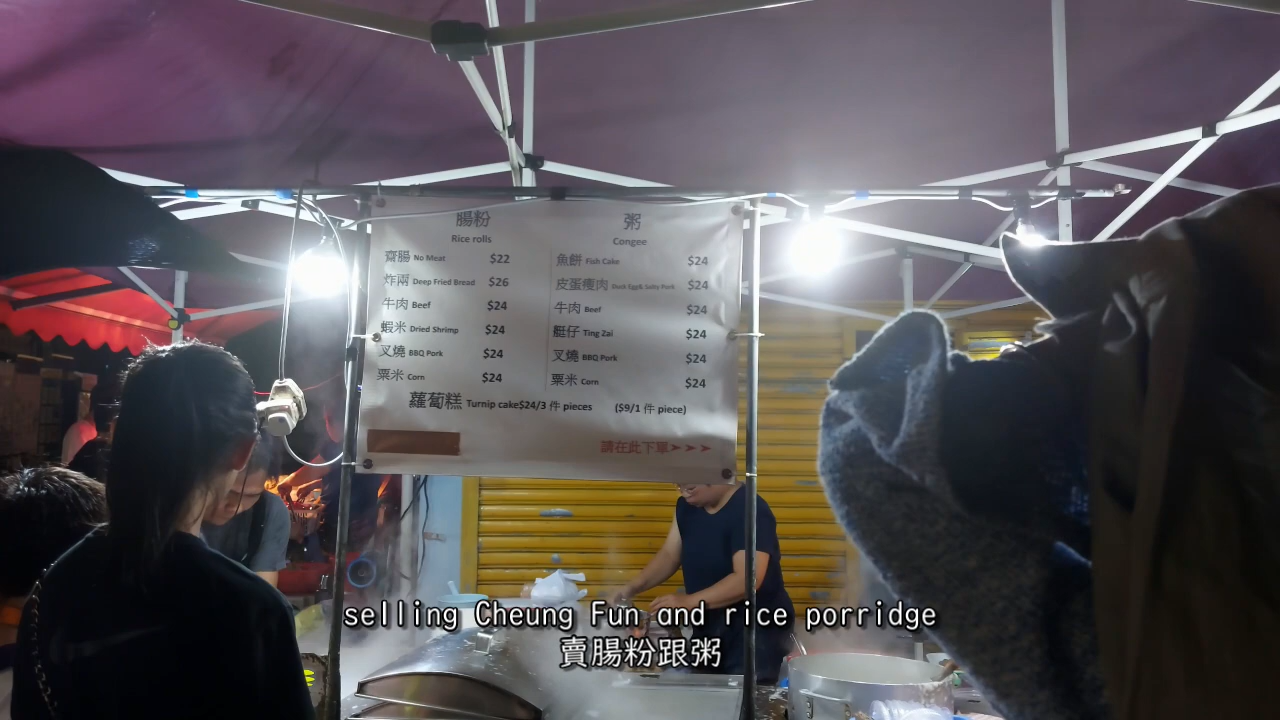 腸粉
Rice rolls
齋腸 No Meat $22
炸兩 Deep Fried Bread $26
牛肉 Beef $24
蝦米 Dried Shrimp $24
叉燒 BBQ Pork $24
粟米 Corn $24
粥
Congee
魚餅 Fish Cake $24
皮蛋瘦肉 Duck Egg& Salty Pork $24
牛肉 Beef $24
艇仔 Ting Zai $24
叉燒 BBQ Pork $24
粟米 Corn $24
蘿蔔糕 Turnip cake$24/3 件 pieces ($9/1 件 piece)
請在此下單➤➤➤
selling Cheung Fun and rice porridge
賣腸粉跟粥